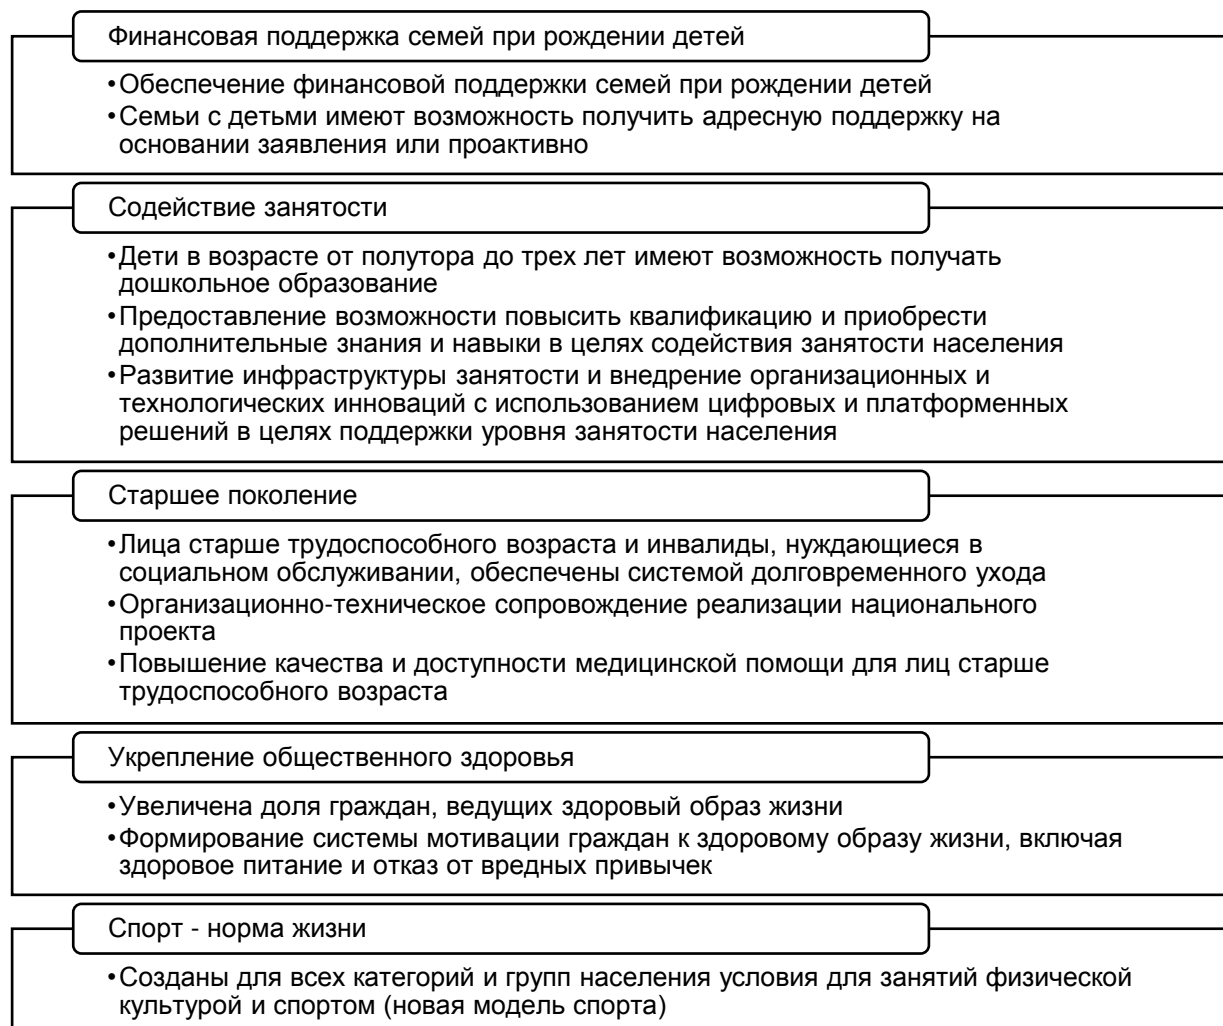 Финансовая поддержка семей при рождении детей
•Обеспечение финансовой поддержки семей при рождении детей
•Семьи с детьми имеют возможность получить адресную поддержку на
основании заявления или проактивно
Содействие занятости
•Дети в возрасте от полутора до трех лет имеют возможность получать
дошкольное образование
•Предоставление возможности повысить квалификацию и приобрести
дополнительные знания и навыки в целях содействия занятости населения
•Развитие инфраструктуры занятости и внедрение организационных и
технологических инноваций с использованием цифровых и платформенных
решений в целях поддержки уровня занятости населения
Старшее поколение
•Лица старше трудоспособного возраста и инвалиды, нуждающиеся в
социальном обслуживании, обеспечены системой долговременного ухода
•Организационно-техническое сопровождение реализации национального
проекта
•Повышение качества и доступности медицинской помощи для лиц старше
трудоспособного возраста
Укрепление общественного здоровья
•Увеличена доля граждан, ведущих здоровый образ жизни
•Формирование системы мотивации граждан к здоровому образу жизни, включая
здоровое питание и отказ от вредных привычек
Спорт - норма жизни
•Созданы для всех категорий и групп населения условия для занятий физической
культурой и спортом (новая модель спорта)